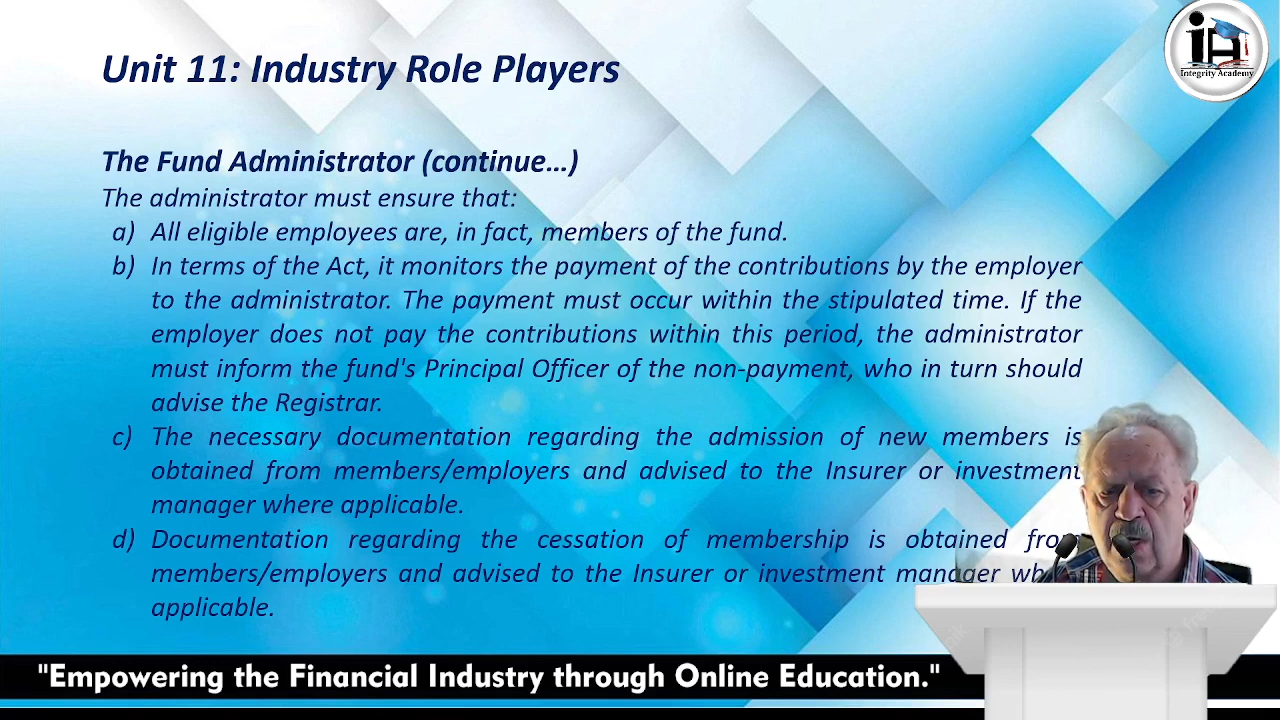 Unit 11: Industry Role Players
iA
Integrity Academy
The Fund Administrator (continue...)
The administrator must ensure that:
a) All eligible employees are, in fact, members of the fund.
b) In terms of the Act, it monitors the payment of the contributions by the employer
to the administrator. The payment must occur within the stipulated time. If the
employer does not pay the contributions within this period, the administrator
must inform the fund's Principal Officer of the non-payment, who in turn should
advise the Registrar.
c) The necessary documentation regarding the admission of new members is
obtained from members/employers and advised to the Insurer or investment
manager where applicable.
d) Documentation regarding the cessation of membership is obtained from
members/employers and advised to the Insurer or investment manager
applicable.
"Empowering the Financial Industry through Online Education."